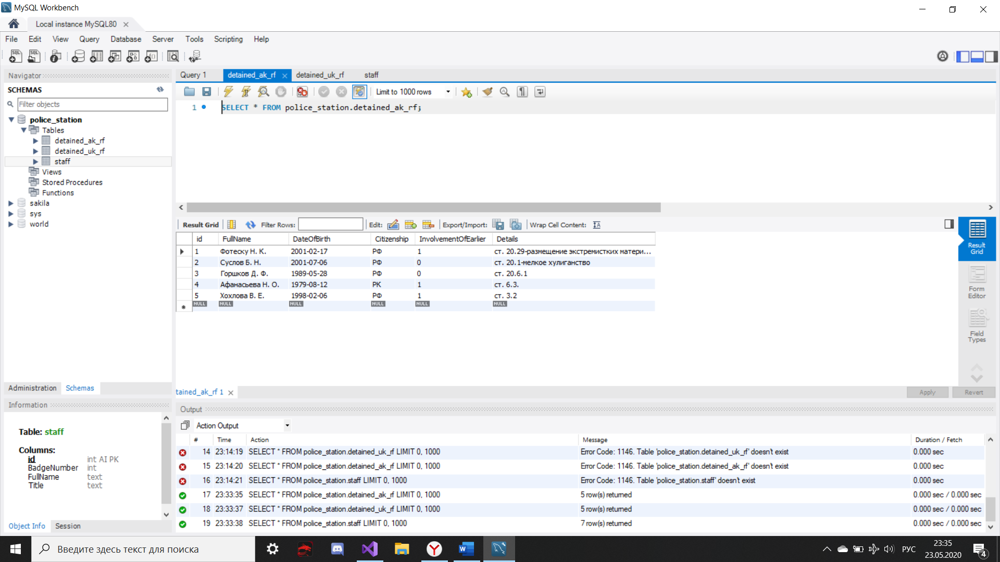 MySQL Workbench
Local instance MySQL80
File Edit View Query Database Server Tools Scripting Help
Navigator
SCHEMAS
Filter objects
police_station
Tables
detained_ak_rf
detained_uk_rf
staff
Views
Stored Procedures
Functions
sakila
sys
world
Administration Schemas
Information
Table: staff
Columns:
id int AI PK
BadgeNumber int
FullName text
Title text
Object Info Session
Query 1 detained_ak_rf detained_uk_rf staff
Limit to 1000 rows
1 SELECT * FROM police_station.detained_ak_rf;
Result Grid Filter Rows: Edit: Export/Import: Wrap Cell Content:
id FullName DateOfBirth Citizenship InvolvementOfEarlier Details
1 Фотеску Н. К. 2001-02-17 РФ 1 ст. 20.29-размещение экстремистких матери...
2 Суслов Б. Н. 2001-07-06 РФ 0 ст. 20.1-мелкое хулиганство
3 Горшков Д. Ф. 1989-05-28 РФ 0 ст. 20.6.1
4 Афанасьева Н. О. 1979-08-12 РК 1 ст. 6.3.
5 Хохлова В. Е. 1998-02-06 РФ 1 ст. 3.2
NULL NULL NULL NULL NULL NULL
Result Grid
Form Editor
Field Types
tained_ak_rf 1
Apply Revert
Output
Action Output
# Time Action Message Duration / Fetch
14 23:14:19 SELECT * FROM police_station.detained_uk_rf LIMIT 0, 1000 Error Code: 1146. Table 'police_station.detained_uk_rf' doesn't exist 0.000 sec
15 23:14:20 SELECT * FROM police_station.detained_ak_rf LIMIT 0, 1000 Error Code: 1146. Table 'police_station.detained_ak_rf' doesn't exist 0.000 sec
16 23:14:21 SELECT * FROM police_station.staff LIMIT 0, 1000 Error Code: 1146. Table 'police_station.staff' doesn't exist 0.000 sec
17 23:33:35 SELECT * FROM police_station.detained_ak_rf LIMIT 0, 1000 5 row(s) returned 0.000 sec / 0.000 sec
18 23:33:37 SELECT * FROM police_station.detained_uk_rf LIMIT 0, 1000 5 row(s) returned 0.000 sec / 0.000 sec
19 23:33:38 SELECT * FROM police_station.staff LIMIT 0, 1000 7 row(s) returned 0.000 sec / 0.000 sec
Введите здесь текст для поиска
РУС
23:35
23.05.2020
4